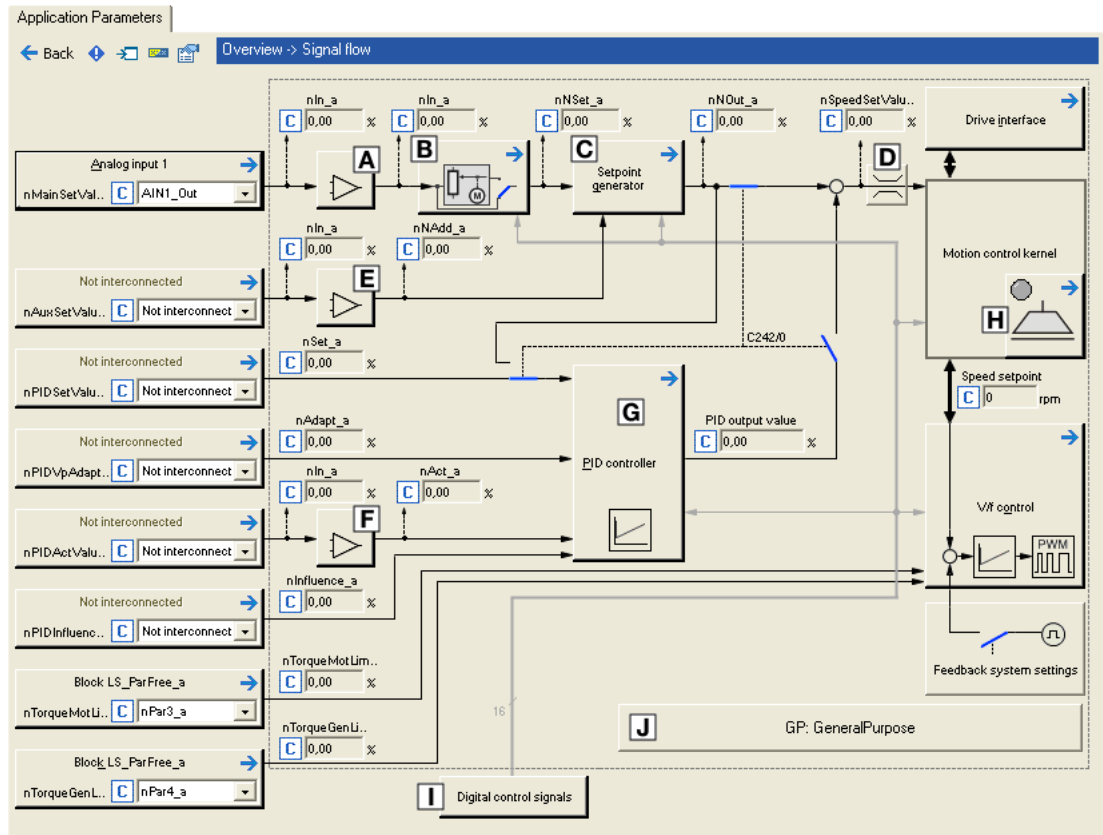 Application Parameters
Back
Overview -> Signal flow
nIn_a
C 0,00 %
nIn_a
C 0,00 %
nNSet_a
C 0,00 %
nNOut_a
C 0,00 %
nSpeedSetValu..
C 0,00 %
Drive interface
Analog input 1
nMainSetVal.. C AIN1_Out
A
B
C
Setpoint
generator
D
Motion control kernel
H
nIn_a
C 0,00 %
nNAdd_a
C 0,00 %
E
Not interconnected
nAuxSetValu.. C Not interconnect
C242/0
Not interconnected
nPIDSetValu.. C Not interconnect
nSet_a
C 0,00 %
G
PID controller
PID output value
C 0,00 %
Speed setpoint
C 0 rpm
Not interconnected
nPIDVpAdapt.. C Not interconnect
nAdapt_a
C 0,00 %
nIn_a
C 0,00 %
nAct_a
C 0,00 %
F
Not interconnected
nPIDActValu.. C Not interconnect
V/f control
PWM
Not interconnected
nPIDInfluenc.. C Not interconnect
nInfluence_a
C 0,00 %
Feedback system settings
Block LS_ParFree_a
nTorqueMotLi.. C nPar3_a
nTorqueMotLim..
C 0,00 %
16
J GP: GeneralPurpose
Block LS_ParFree_a
nTorqueGenL.. C nPar4_a
nTorqueGenLi..
C 0,00 %
I Digital control signals